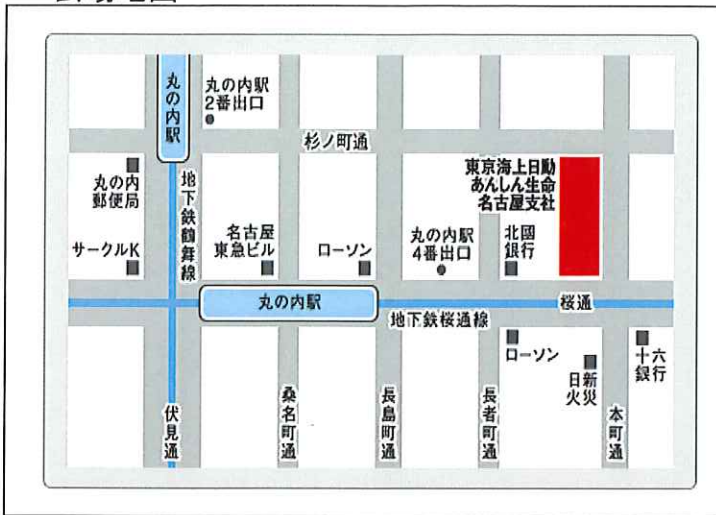 丸の内駅
丸の内駅
2番出口
杉ノ町通
丸の内
郵便局
地下鉄鶴舞線
東京海上日動
あんしん生命
名古屋支社
サークルK
名古屋
東急ビル
ローソン
丸の内駅
4番出口
北國
銀行
丸の内駅
桜通
地下鉄桜通線
ローソン
日新
火災
十六
銀行
伏見通
桑名町通
長島町通
長者町通
本町通